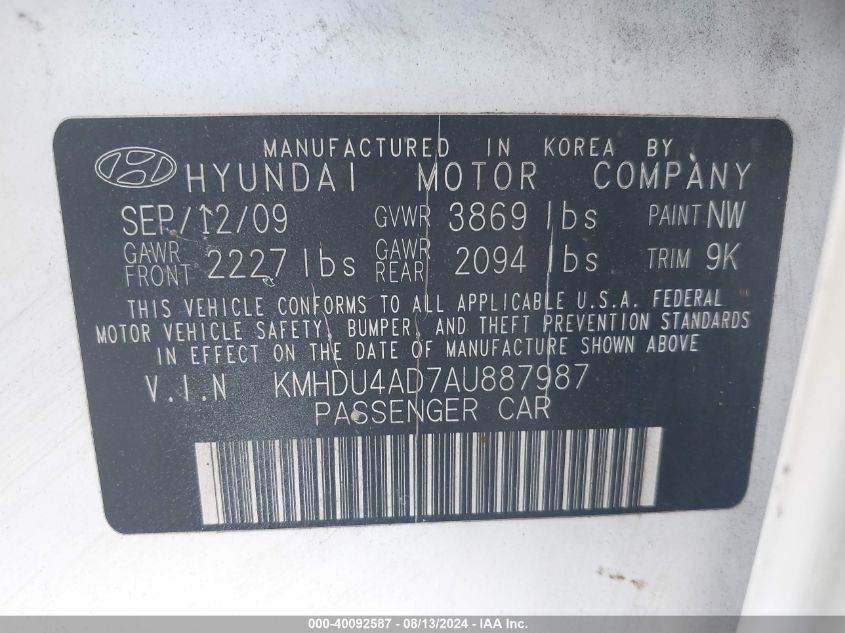 MANUFACTURED IN KOREA BY
HYUNDAI MOTOR COMPANY
SEP/12/09 GVWR 3869 lbs PAINT NW
GAWR FRONT 2227 lbs GAWR REAR 2094 lbs TRIM 9K
THIS VEHICLE CONFORMS TO ALL APPLICABLE U.S.A. FEDERAL
MOTOR VEHICLE SAFETY, BUMPER, AND THEFT PREVENTION STANDARDS
IN EFFECT ON THE DATE OF MANUFACTURE SHOWN ABOVE
V.I.N KMHDU4AD7AU887987
PASSENGER CAR
000-40092587 - 08/13/2024 - IAA Inc.